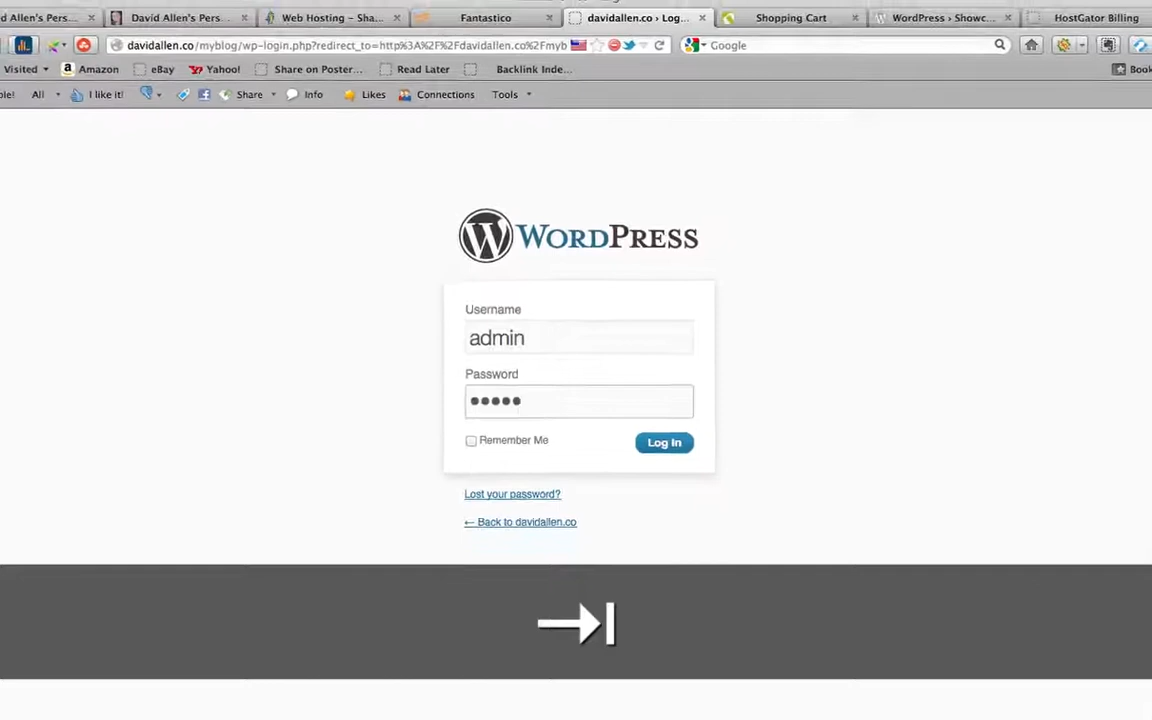 d Allen's Pers...
David Allen's Pers...
Web Hosting – Sha...
Fantastico
davidallen.co › Log...
Shopping Cart
WordPress › Showc...
HostGator Billing
davidallen.co/myblog/wp-login.php?redirect_to=http%3A%2F%2Fdavidallen.co%2Fmyb
Google
Visited
Amazon
eBay
Yahoo!
Share on Poster...
Read Later
Backlink Inde...
Book
ple!
All
I like it!
Share
Info
Likes
Connections
Tools
WORDPRESS
Username
admin
Password
Remember Me
Log In
Lost your password?
← Back to davidallen.co